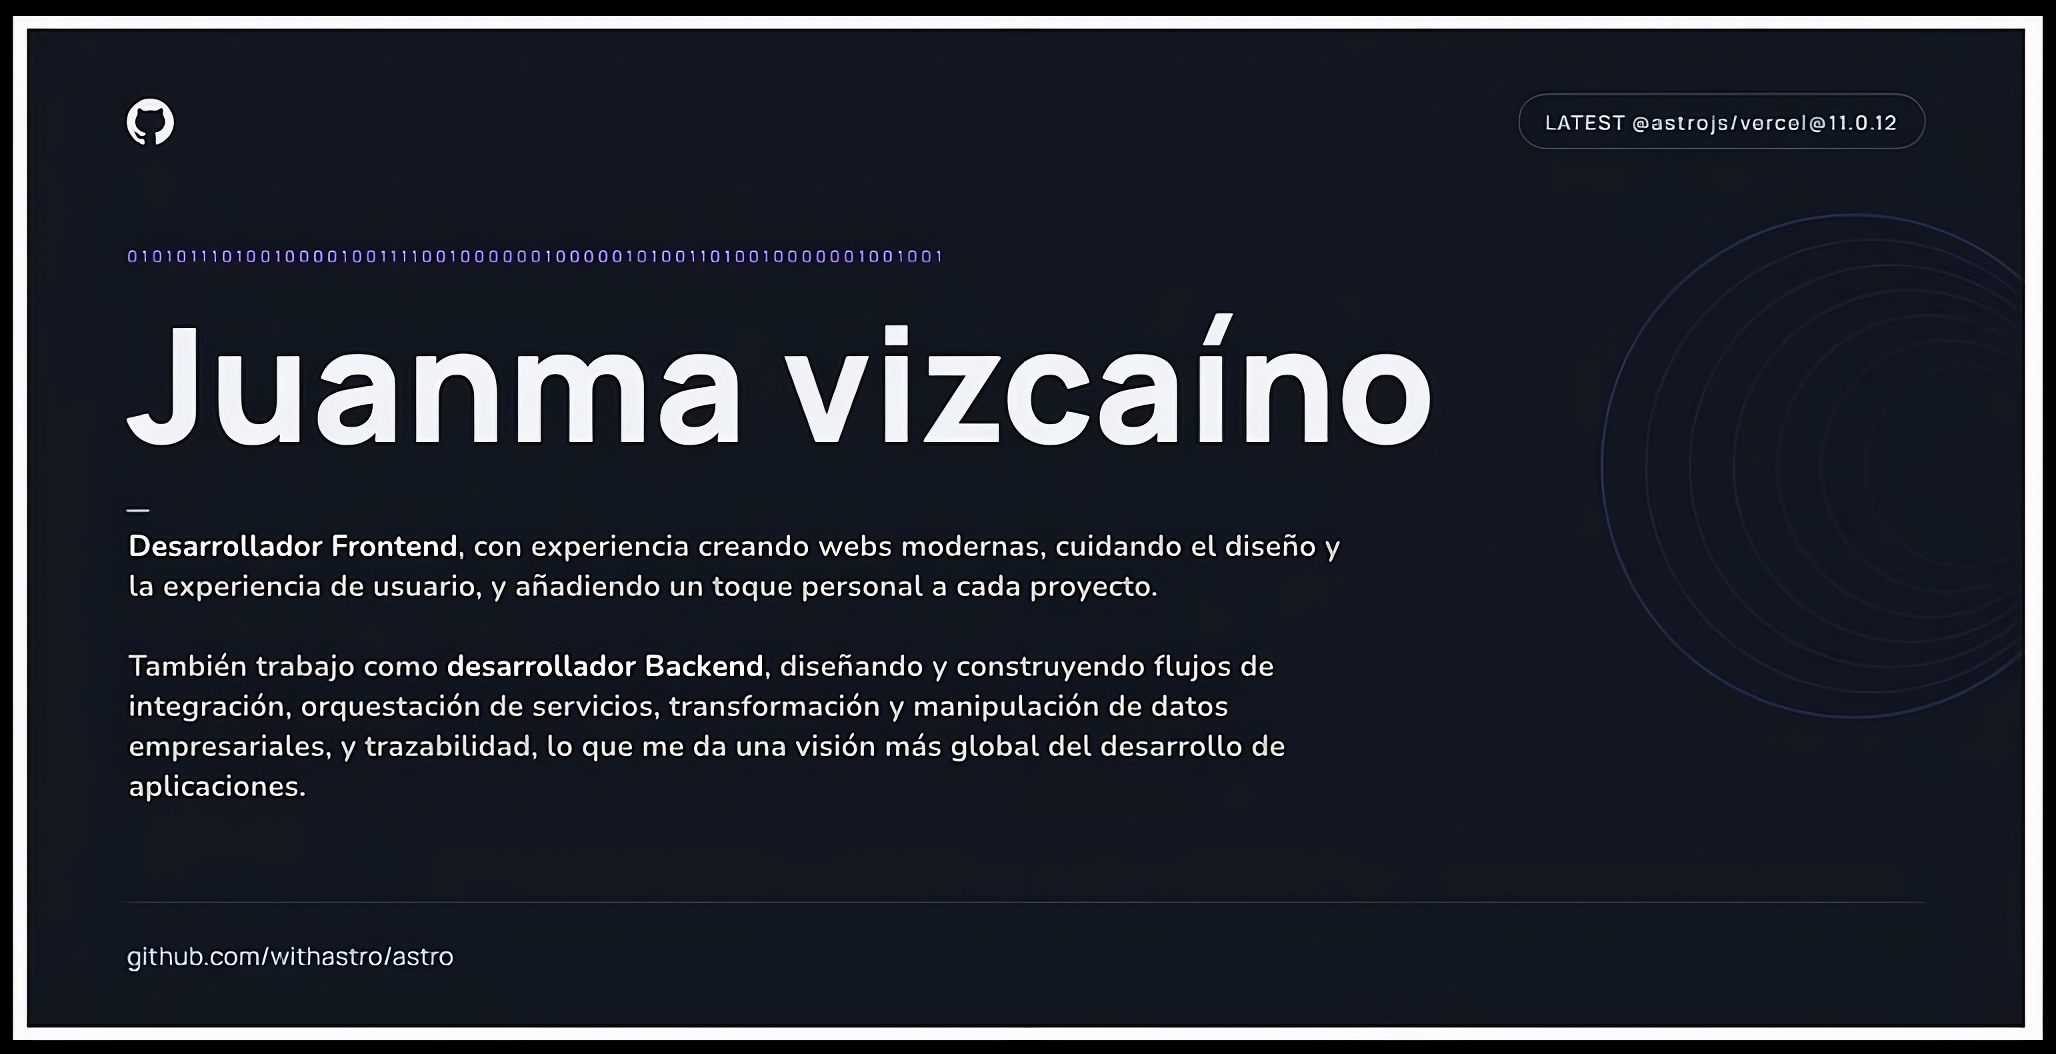 LATEST @astrojs/vercel@11.0.12
0101011101001000010011110010000001000001010011010010000001001001
Juanma vizcaíno
Desarrollador Frontend, con experiencia creando webs modernas, cuidando el diseño y
la experiencia de usuario, y añadiendo un toque personal a cada proyecto.
También trabajo como desarrollador Backend, diseñando y construyendo flujos de
integración, orquestación de servicios, transformación y manipulación de datos
empresariales, y trazabilidad, lo que me da una visión más global del desarrollo de
aplicaciones.
github.com/withastro/astro